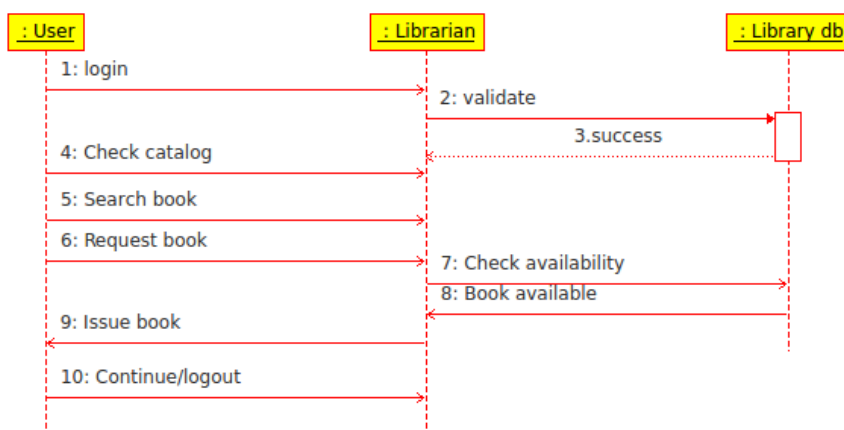 : User
: Librarian
: Library db
1: login
2: validate
3.success
4: Check catalog
5: Search book
6: Request book
7: Check availability
8: Book available
9: Issue book
10: Continue/logout